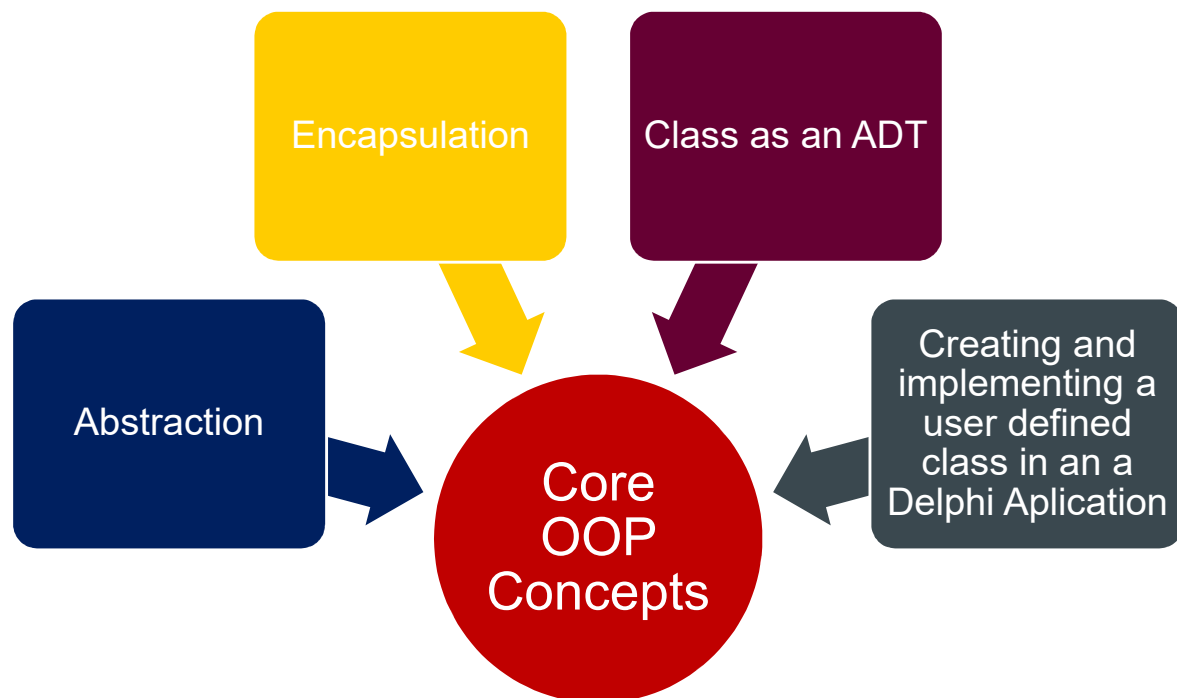 Encapsulation
Class as an ADT
Abstraction
Creating and
implementing a
user defined
class in an a
Delphi Aplication
Core
OOP
Concepts